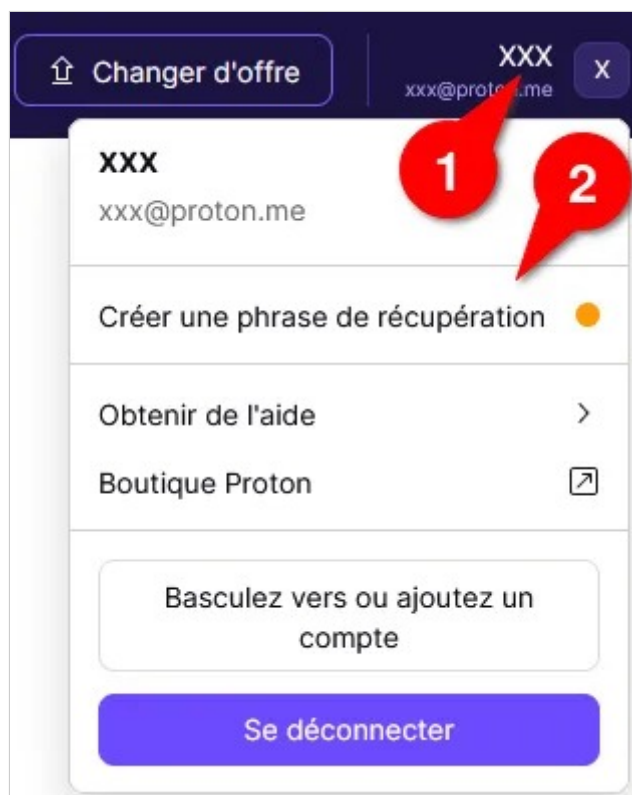 Changer d'offre
XXX
X
xxx@proton.me
1
2
XXX
xxx@proton.me
Créer une phrase de récupération
Obtenir de l'aide
Boutique Proton
Basculez vers ou ajoutez un
compte
Se déconnecter